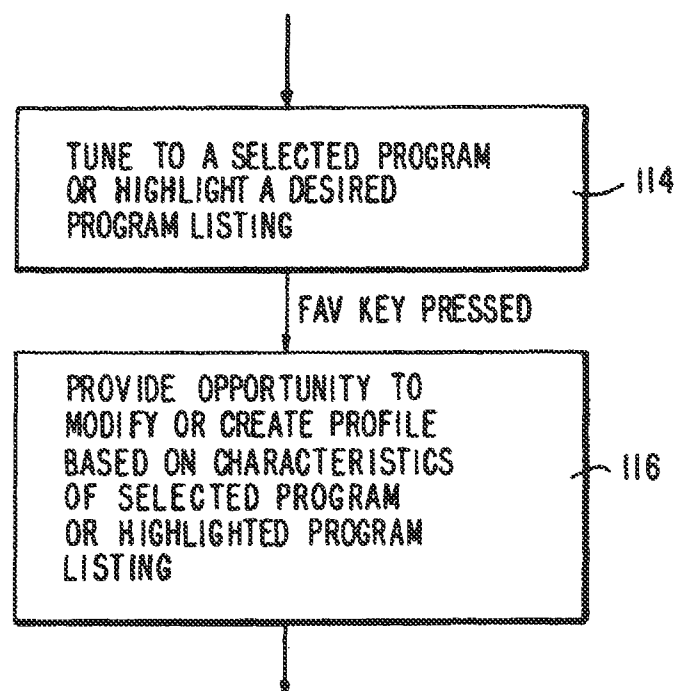 TUNE TO A SELECTED PROGRAM
OR HIGHLIGHT A DESIRED
PROGRAM LISTING
114
FAV KEY PRESSED
PROVIDE OPPORTUNITY TO
MODIFY OR CREATE PROFILE
BASED ON CHARACTERISTICS
OF SELECTED PROGRAM
OR HIGHLIGHTED PROGRAM
LISTING
116